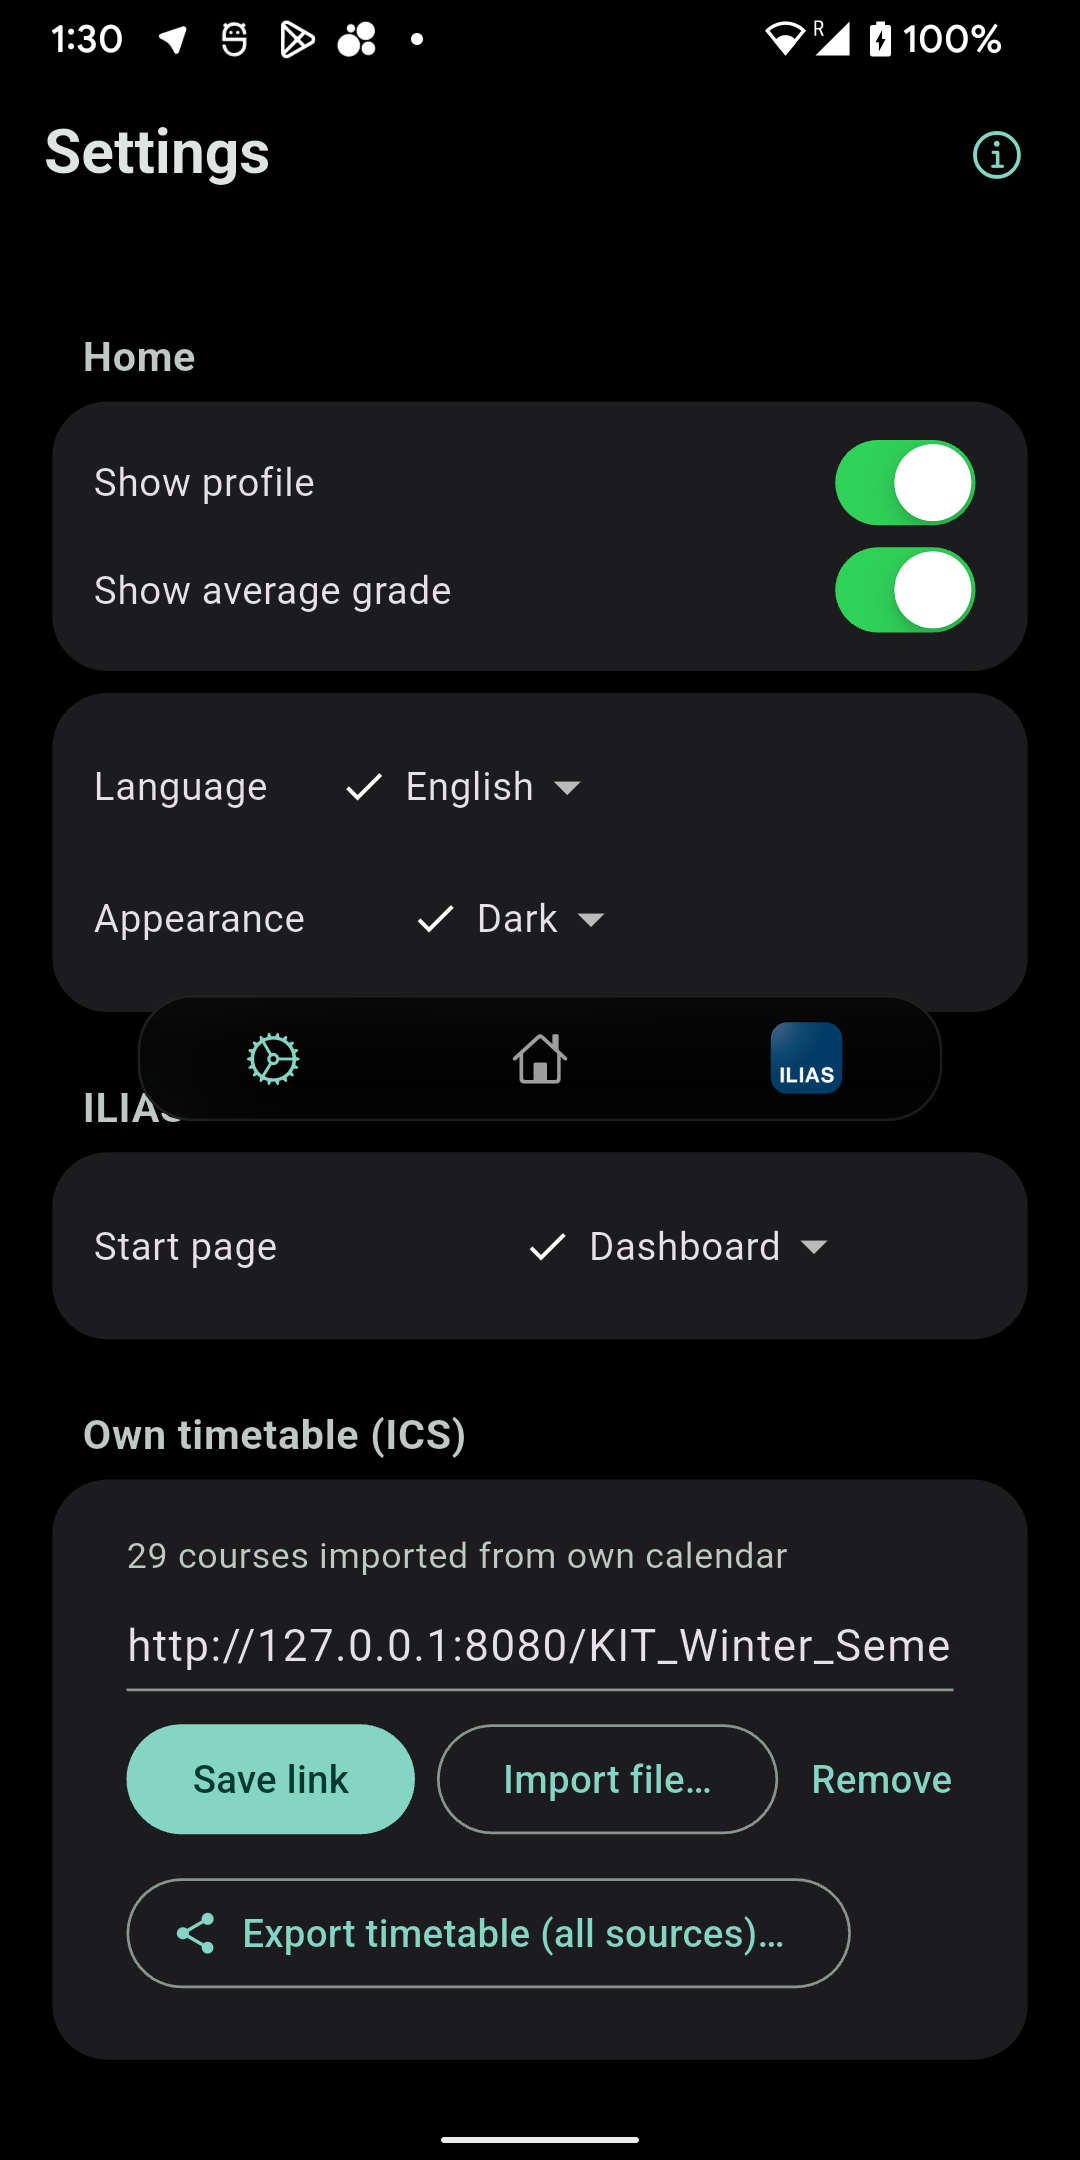 1:30
R
100%
Settings
Home
Show profile
Show average grade
Language
English
Appearance
Dark
ILIAS
ILIAS
Start page
Dashboard
Own timetable (ICS)
29 courses imported from own calendar
http://127.0.0.1:8080/KIT_Winter_Seme
Save link
Import file…
Remove
Export timetable (all sources)…